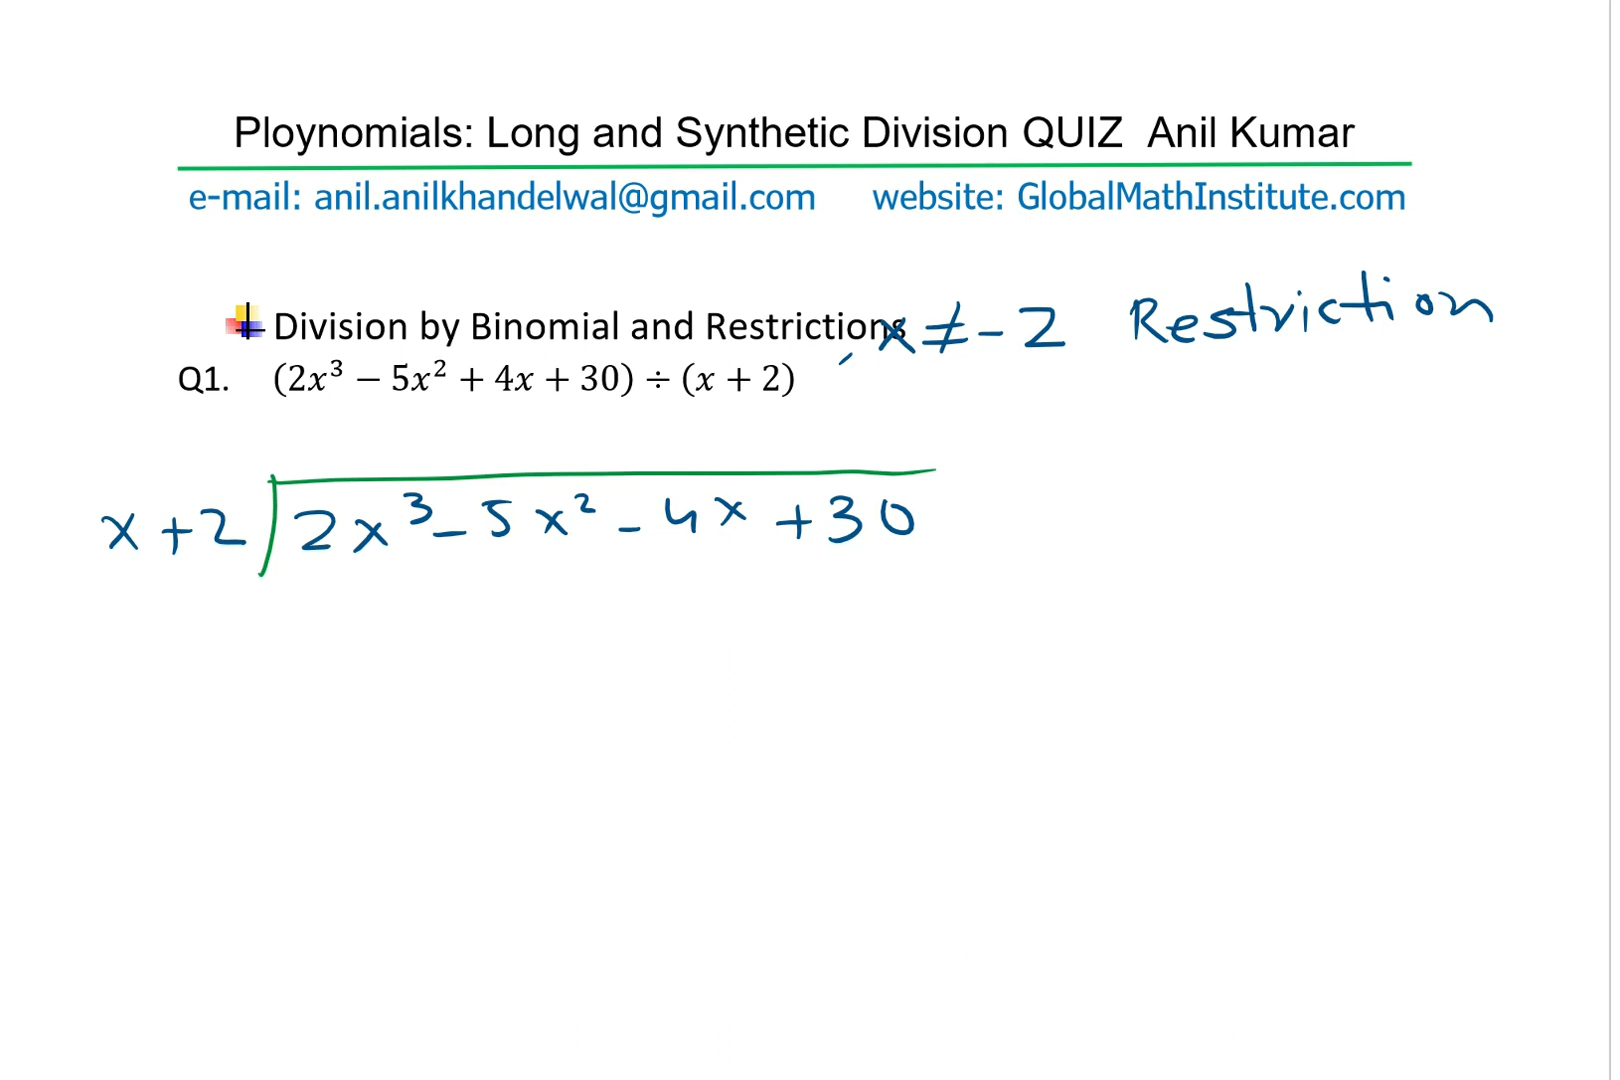 Ploynomials: Long and Synthetic Division QUIZ Anil Kumar
e-mail: anil.anilkhandelwal@gmail.com website: GlobalMathInstitute.com
Division by Binomial and Restrictions
, x ≠ -2 Restriction
Q1. (2x³ − 5x² + 4x + 30) ÷ (x + 2)
x + 2 2x³ - 5x² - 4x + 30